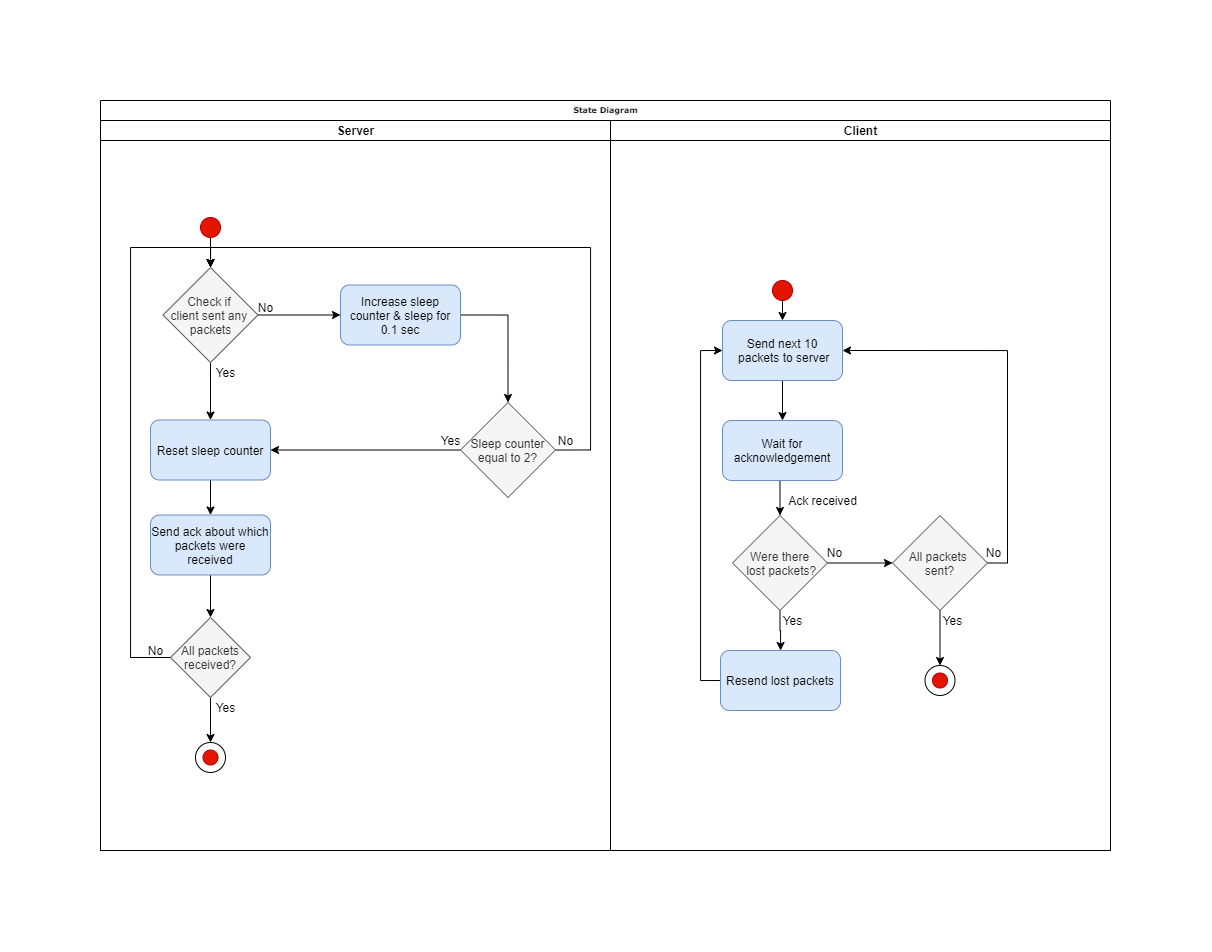 State Diagram
Server
Client
Check if
client sent any
packets
No
Increase sleep
counter & sleep for
0.1 sec
Yes
Reset sleep counter
Yes
Sleep counter
equal to 2?
No
Send ack about which
packets were
received
No
All packets
received?
Yes
Send next 10
packets to server
Wait for
acknowledgement
Ack received
Were there
lost packets?
No
All packets
sent?
No
Yes
Yes
Resend lost packets